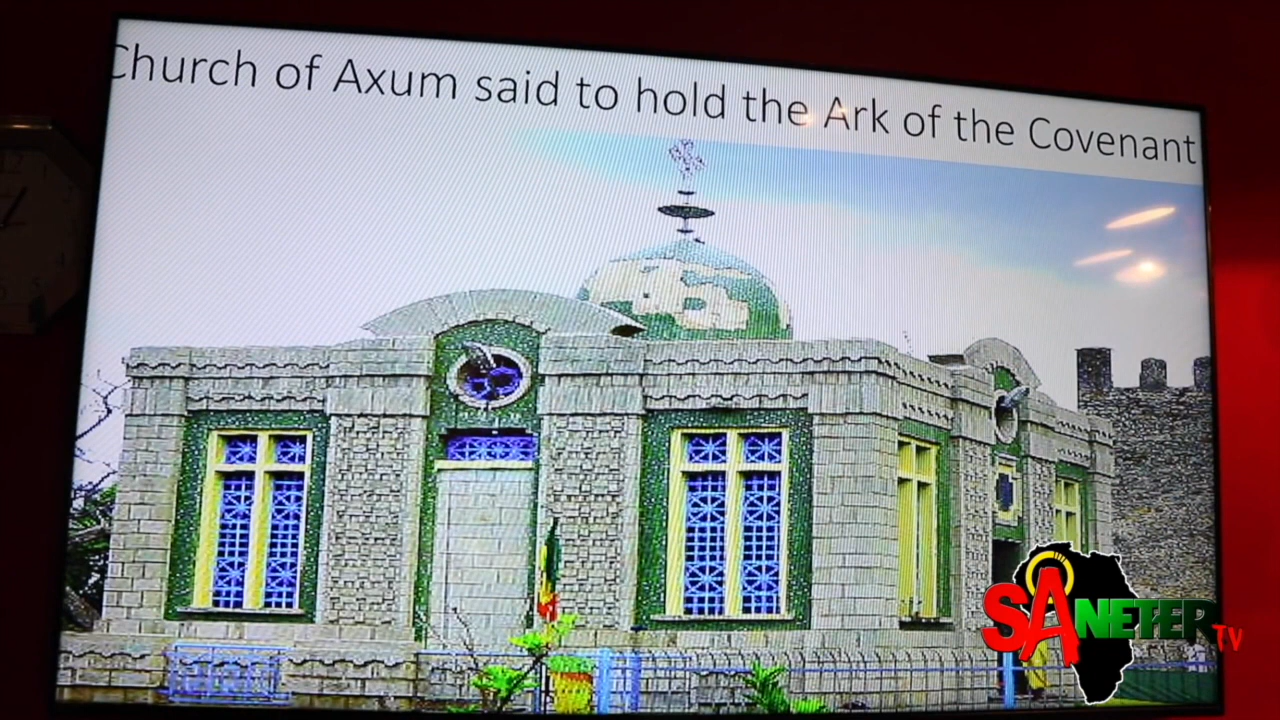 Church of Axum said to hold the Ark of the Covenant
SANETER
TV